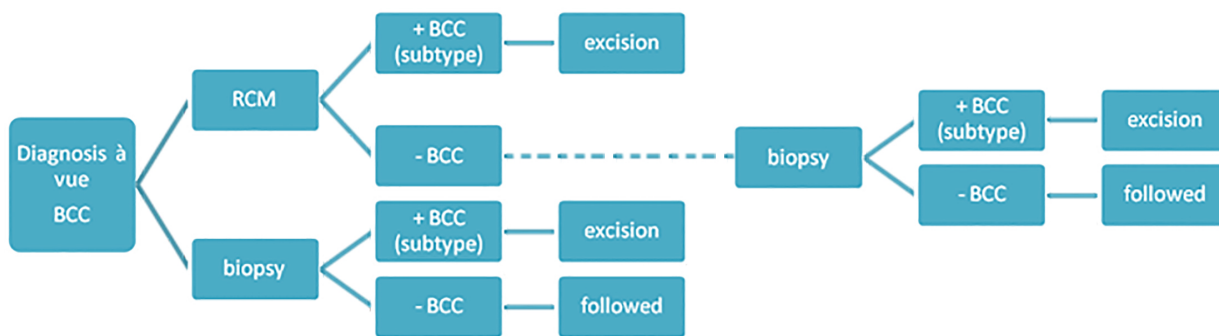 Diagnosis à
vue
BCC
RCM
+ BCC
(subtype)
excision
- BCC
biopsy
+ BCC
(subtype)
excision
- BCC
followed
biopsy
+ BCC
(subtype)
excision
- BCC
followed